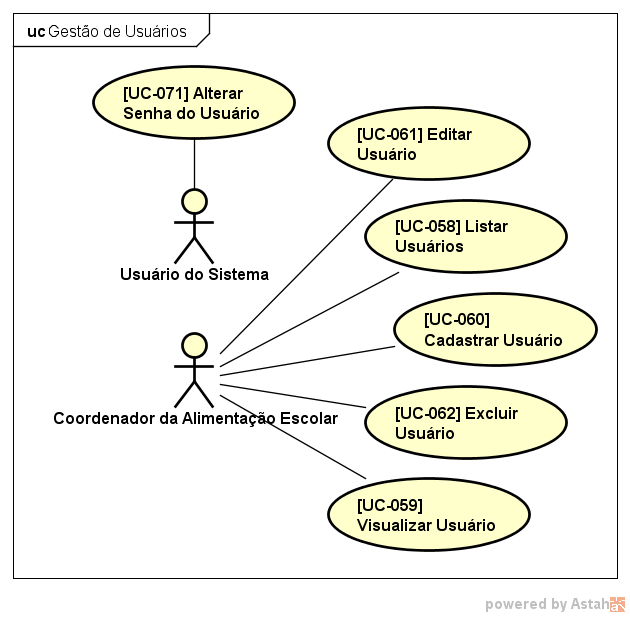 uc Gestão de Usuários
[UC-071] Alterar
Senha do Usuário
[UC-061] Editar
Usuário
[UC-058] Listar
Usuários
Usuário do Sistema
[UC-060]
Cadastrar Usuário
Coordenador da Alimentação Escolar
[UC-062] Excluir
Usuário
[UC-059]
Visualizar Usuário
powered by Astah